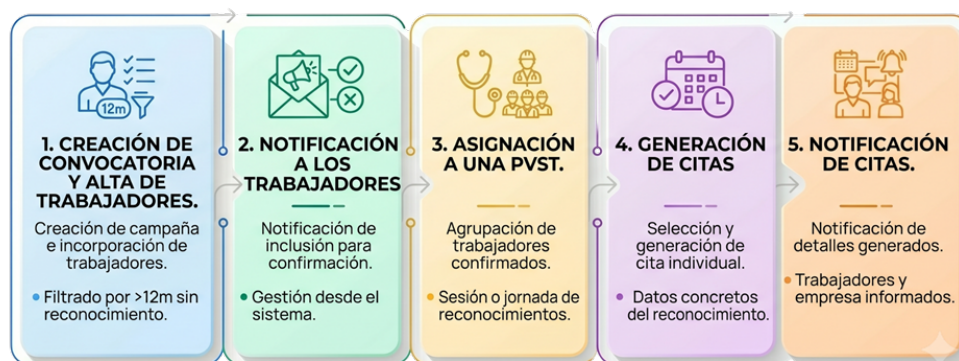 12m
1. CREACIÓN DE
CONVOCATORIA
Y ALTA DE
TRABAJADORES.
Creación de campaña
e incorporación de
trabajadores.
Filtrado por >12m sin
reconocimiento.
2. NOTIFICACIÓN
A LOS
TRABAJADORES
Notificación de
inclusión para
confirmación.
Gestión desde el
sistema.
3. ASIGNACIÓN
A UNA PVST.
Agrupación de
trabajadores
confirmados.
Sesión o jornada de
reconocimientos.
4. GENERACIÓN
DE CITAS
Selección y
generación de
cita individual.
Datos concretos
del reconocimiento.
5. NOTIFICACIÓN
DE CITAS.
Notificación de
detalles generados.
Trabajadores y
empresa informados.